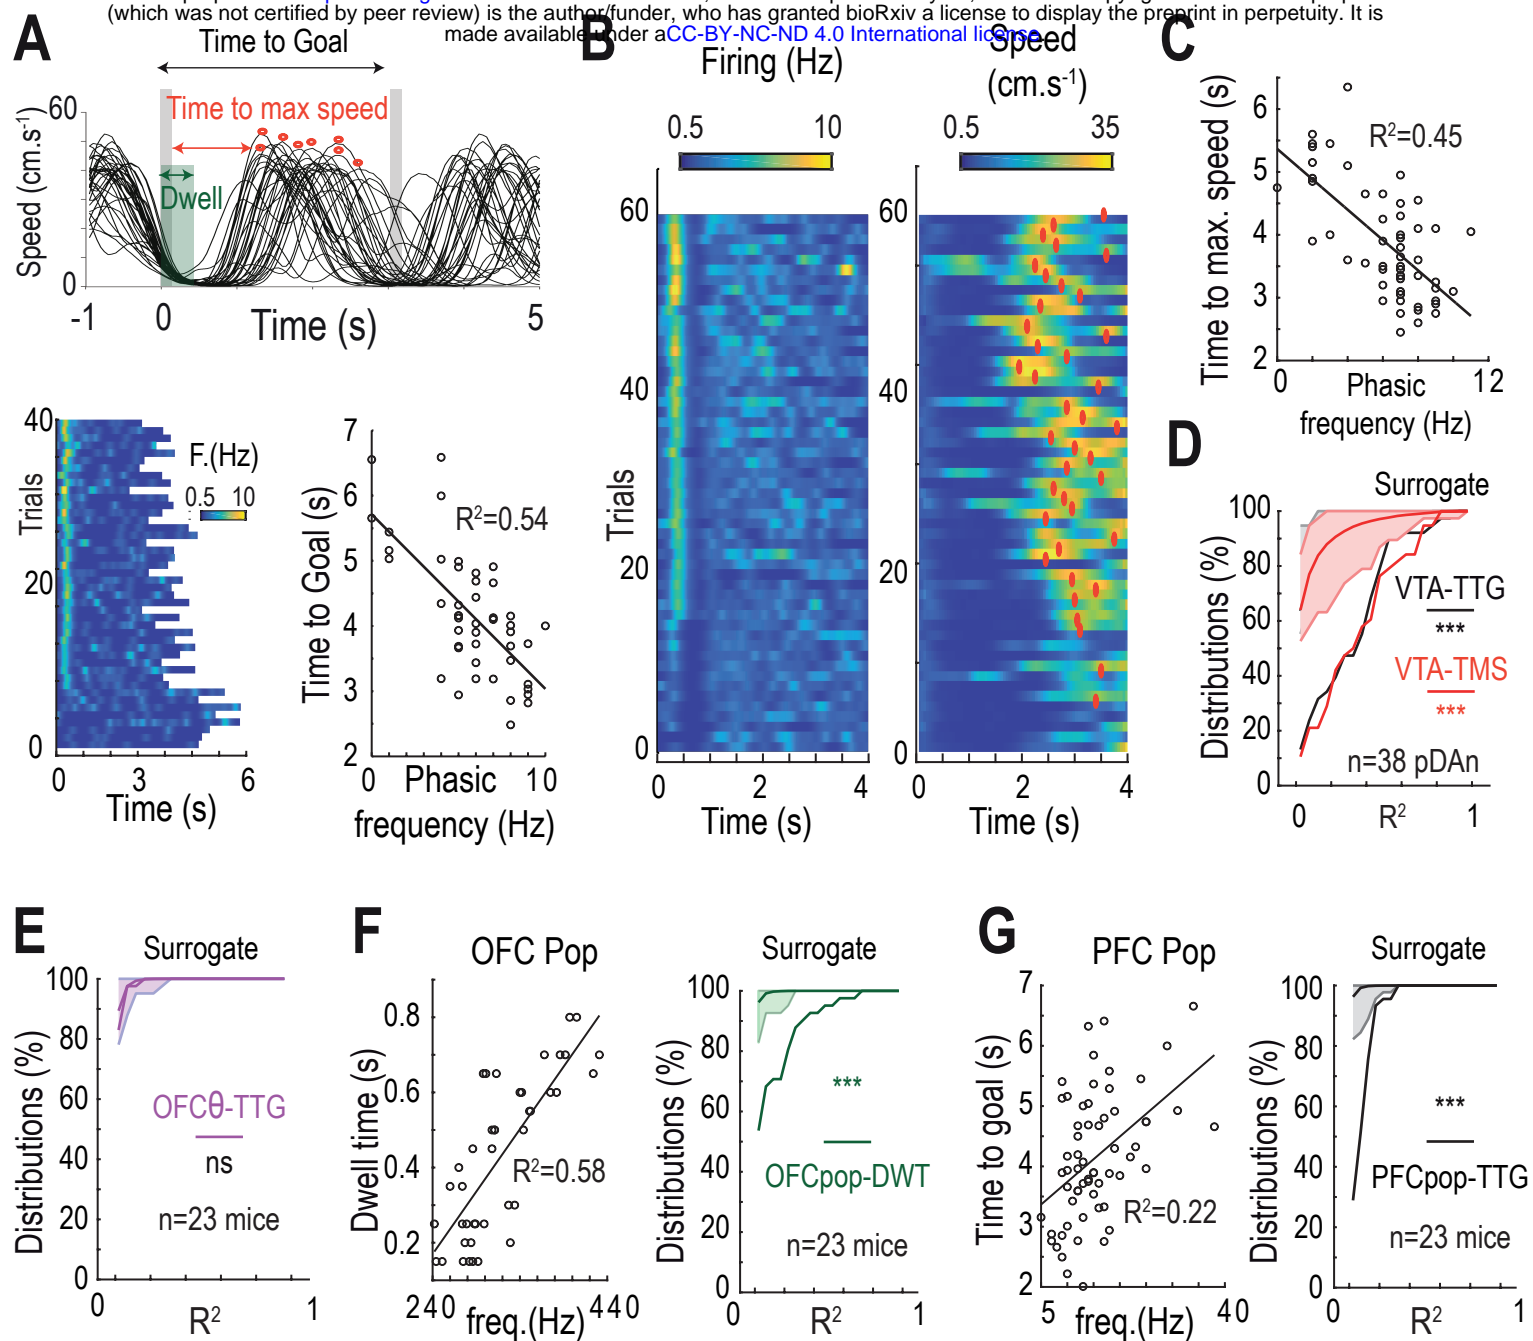 (which was not certified by peer review) is the author/funder, who has granted bioRxiv a license to display the preprint in perpetuity. It is
made available under aCC-BY-NC-ND 4.0 International license.
A
Time to Goal
Time to max speed
Dwell
Speed (cm.s-1)
60
0
-1 0 5
Time (s)
40
20
0
Trials
F.(Hz)
0.5 10
0 3 6
Time (s)
7
6
5
4
3
2
Time to Goal (s)
R2=0.54
0 Phasic 10
frequency (Hz)
B
Firing (Hz)
0.5 10
60
40
20
0
Trials
0 2 4
Time (s)
Speed
(cm.s-1)
0.5 35
60
40
20
0
0 2 4
Time (s)
C
Time to max. speed (s)
6
5
4
3
2
R2=0.45
0 Phasic 12
frequency (Hz)
D
Surrogate
Distributions (%)
100
80
60
40
20
0
VTA-TTG
***
VTA-TMS
***
n=38 pDAn
0 R2 1
E
Surrogate
Distributions (%)
100
80
60
40
20
0
OFCθ-TTG
ns
n=23 mice
0 R2 1
F
OFC Pop
Dwell time (s)
0.8
0.6
0.4
0.2
R2=0.58
240 freq.(Hz) 440
Surrogate
Distributions (%)
100
80
60
40
20
0
***
OFCpop-DWT
n=23 mice
0 R2 1
G
PFC Pop
Time to goal (s)
7
6
5
4
3
2
R2=0.22
5 freq.(Hz) 40
Surrogate
Distributions (%)
100
80
60
40
20
0
***
PFCpop-TTG
n=23 mice
0 R2 1